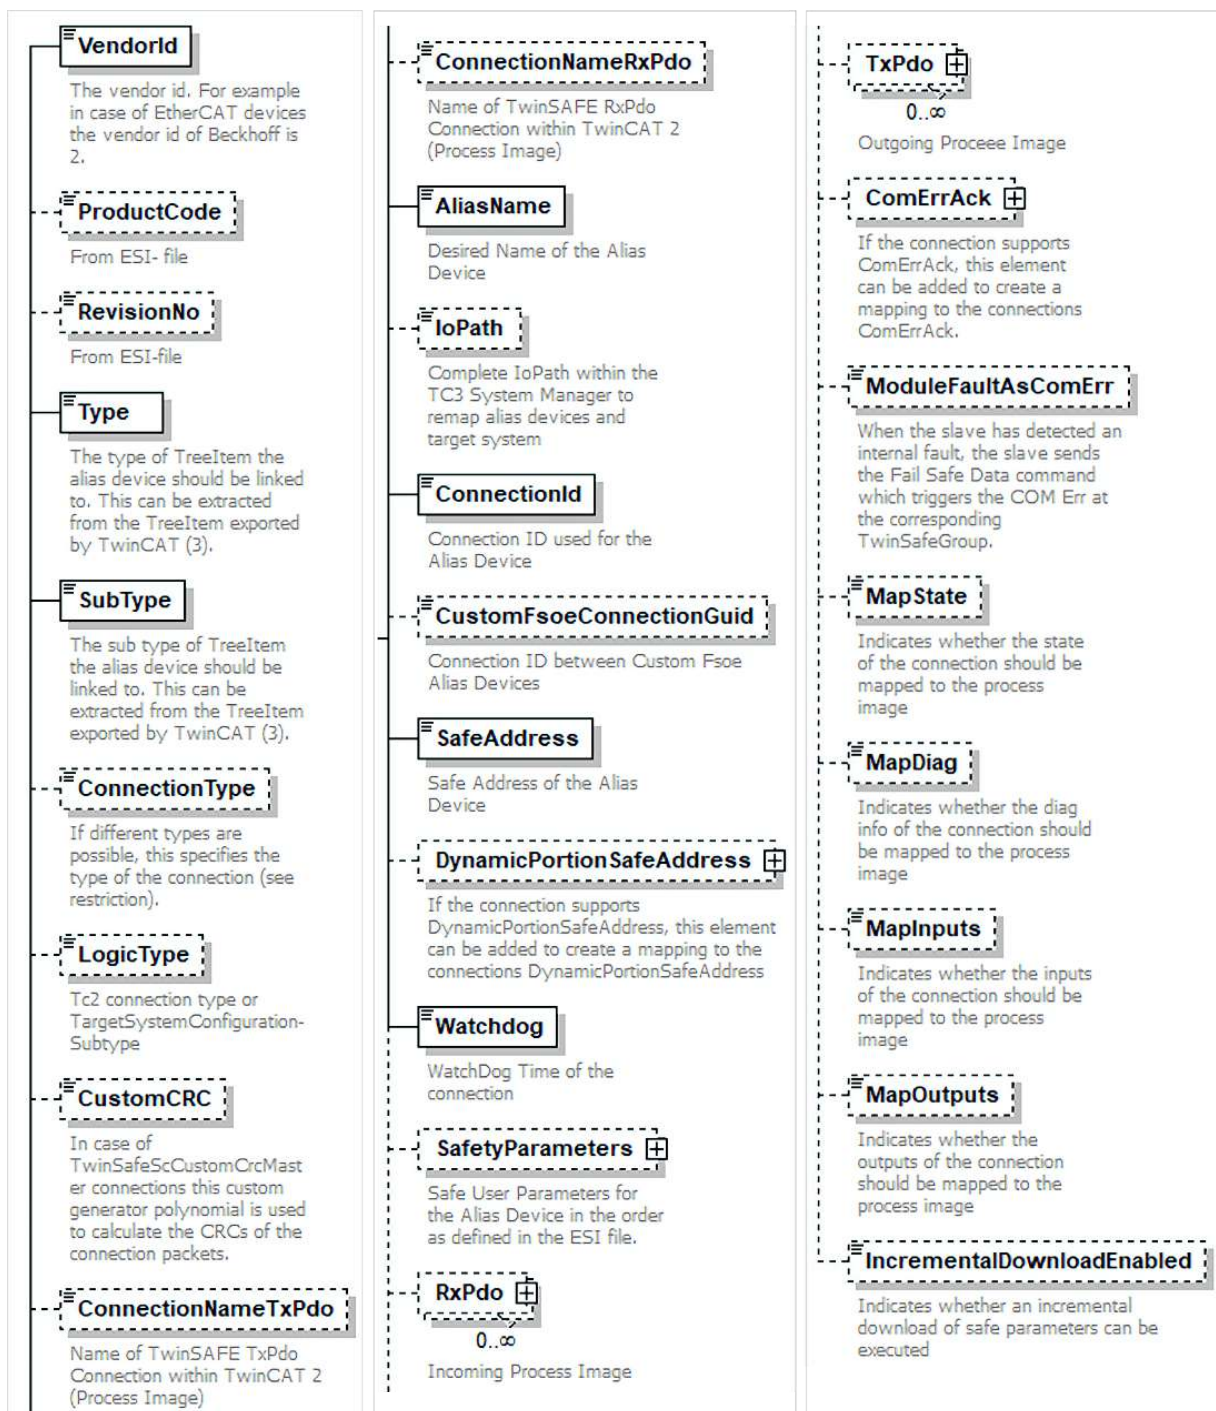 VendorId
The vendor id. For example
in case of EtherCAT devices
the vendor id of Beckhoff is
2.
ProductCode
From ESI- file
RevisionNo
From ESI-file
Type
The type of TreeItem the
alias device should be linked
to. This can be extracted
from the TreeItem exported
by TwinCAT (3).
SubType
The sub type of TreeItem
the alias device should be
linked to. This can be
extracted from the TreeItem
exported by TwinCAT (3).
ConnectionType
If different types are
possible, this specifies the
type of the connection (see
restriction).
LogicType
Tc2 connection type or
TargetSystemConfiguration-
Subtype
CustomCRC
In case of
TwinSafeScCustomCrcMast
er connections this custom
generator polynomial is used
to calculate the CRCs of the
connection packets.
ConnectionNameTxPdo
Name of TwinSAFE TxPdo
Connection within TwinCAT 2
(Process Image)
ConnectionNameRxPdo
Name of TwinSAFE RxPdo
Connection within TwinCAT 2
(Process Image)
AliasName
Desired Name of the Alias
Device
IoPath
Complete IoPath within the
TC3 System Manager to
remap alias devices and
target system
ConnectionId
Connection ID used for the
Alias Device
CustomFsoeConnectionGuid
Connection ID between Custom Fsoe
Alias Devices
SafeAddress
Safe Address of the Alias
Device
DynamicPortionSafeAddress
If the connection supports
DynamicPortionSafeAddress, this element
can be added to create a mapping to the
connections DynamicPortionSafeAddress
Watchdog
WatchDog Time of the
connection
SafetyParameters
Safe User Parameters for
the Alias Device in the order
as defined in the ESI file.
RxPdo
0..∞
Incoming Process Image
TxPdo
0..∞
Outgoing Proceee Image
ComErrAck
If the connection supports
ComErrAck, this element
can be added to create a
mapping to the connections
ComErrAck.
ModuleFaultAsComErr
When the slave has detected an
internal fault, the slave sends
the Fail Safe Data command
which triggers the COM Err at
the corresponding
TwinSafeGroup.
MapState
Indicates whether the state
of the connection should be
mapped to the process
image
MapDiag
Indicates whether the diag
info of the connection should
be mapped to the process
image
MapInputs
Indicates whether the inputs
of the connection should be
mapped to the process
image
MapOutputs
Indicates whether the
outputs of the connection
should be mapped to the
process image
IncrementalDownloadEnabled
Indicates whether an incremental
download of safe parameters can be
executed